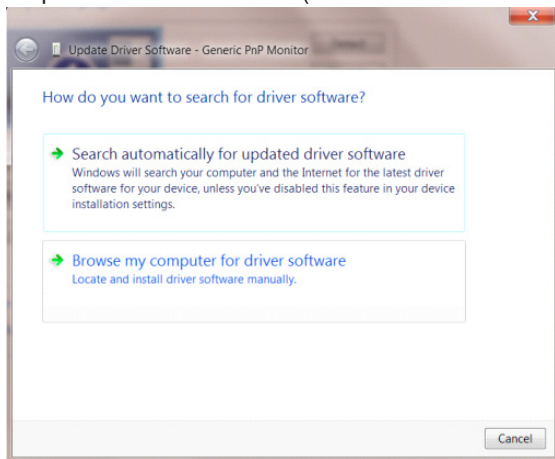 Update Driver Software - Generic PnP Monitor
How do you want to search for driver software?
Search automatically for updated driver software
Windows will search your computer and the Internet for the latest driver
software for your device, unless you've disabled this feature in your device
installation settings.
Browse my computer for driver software
Locate and install driver software manually.
Cancel